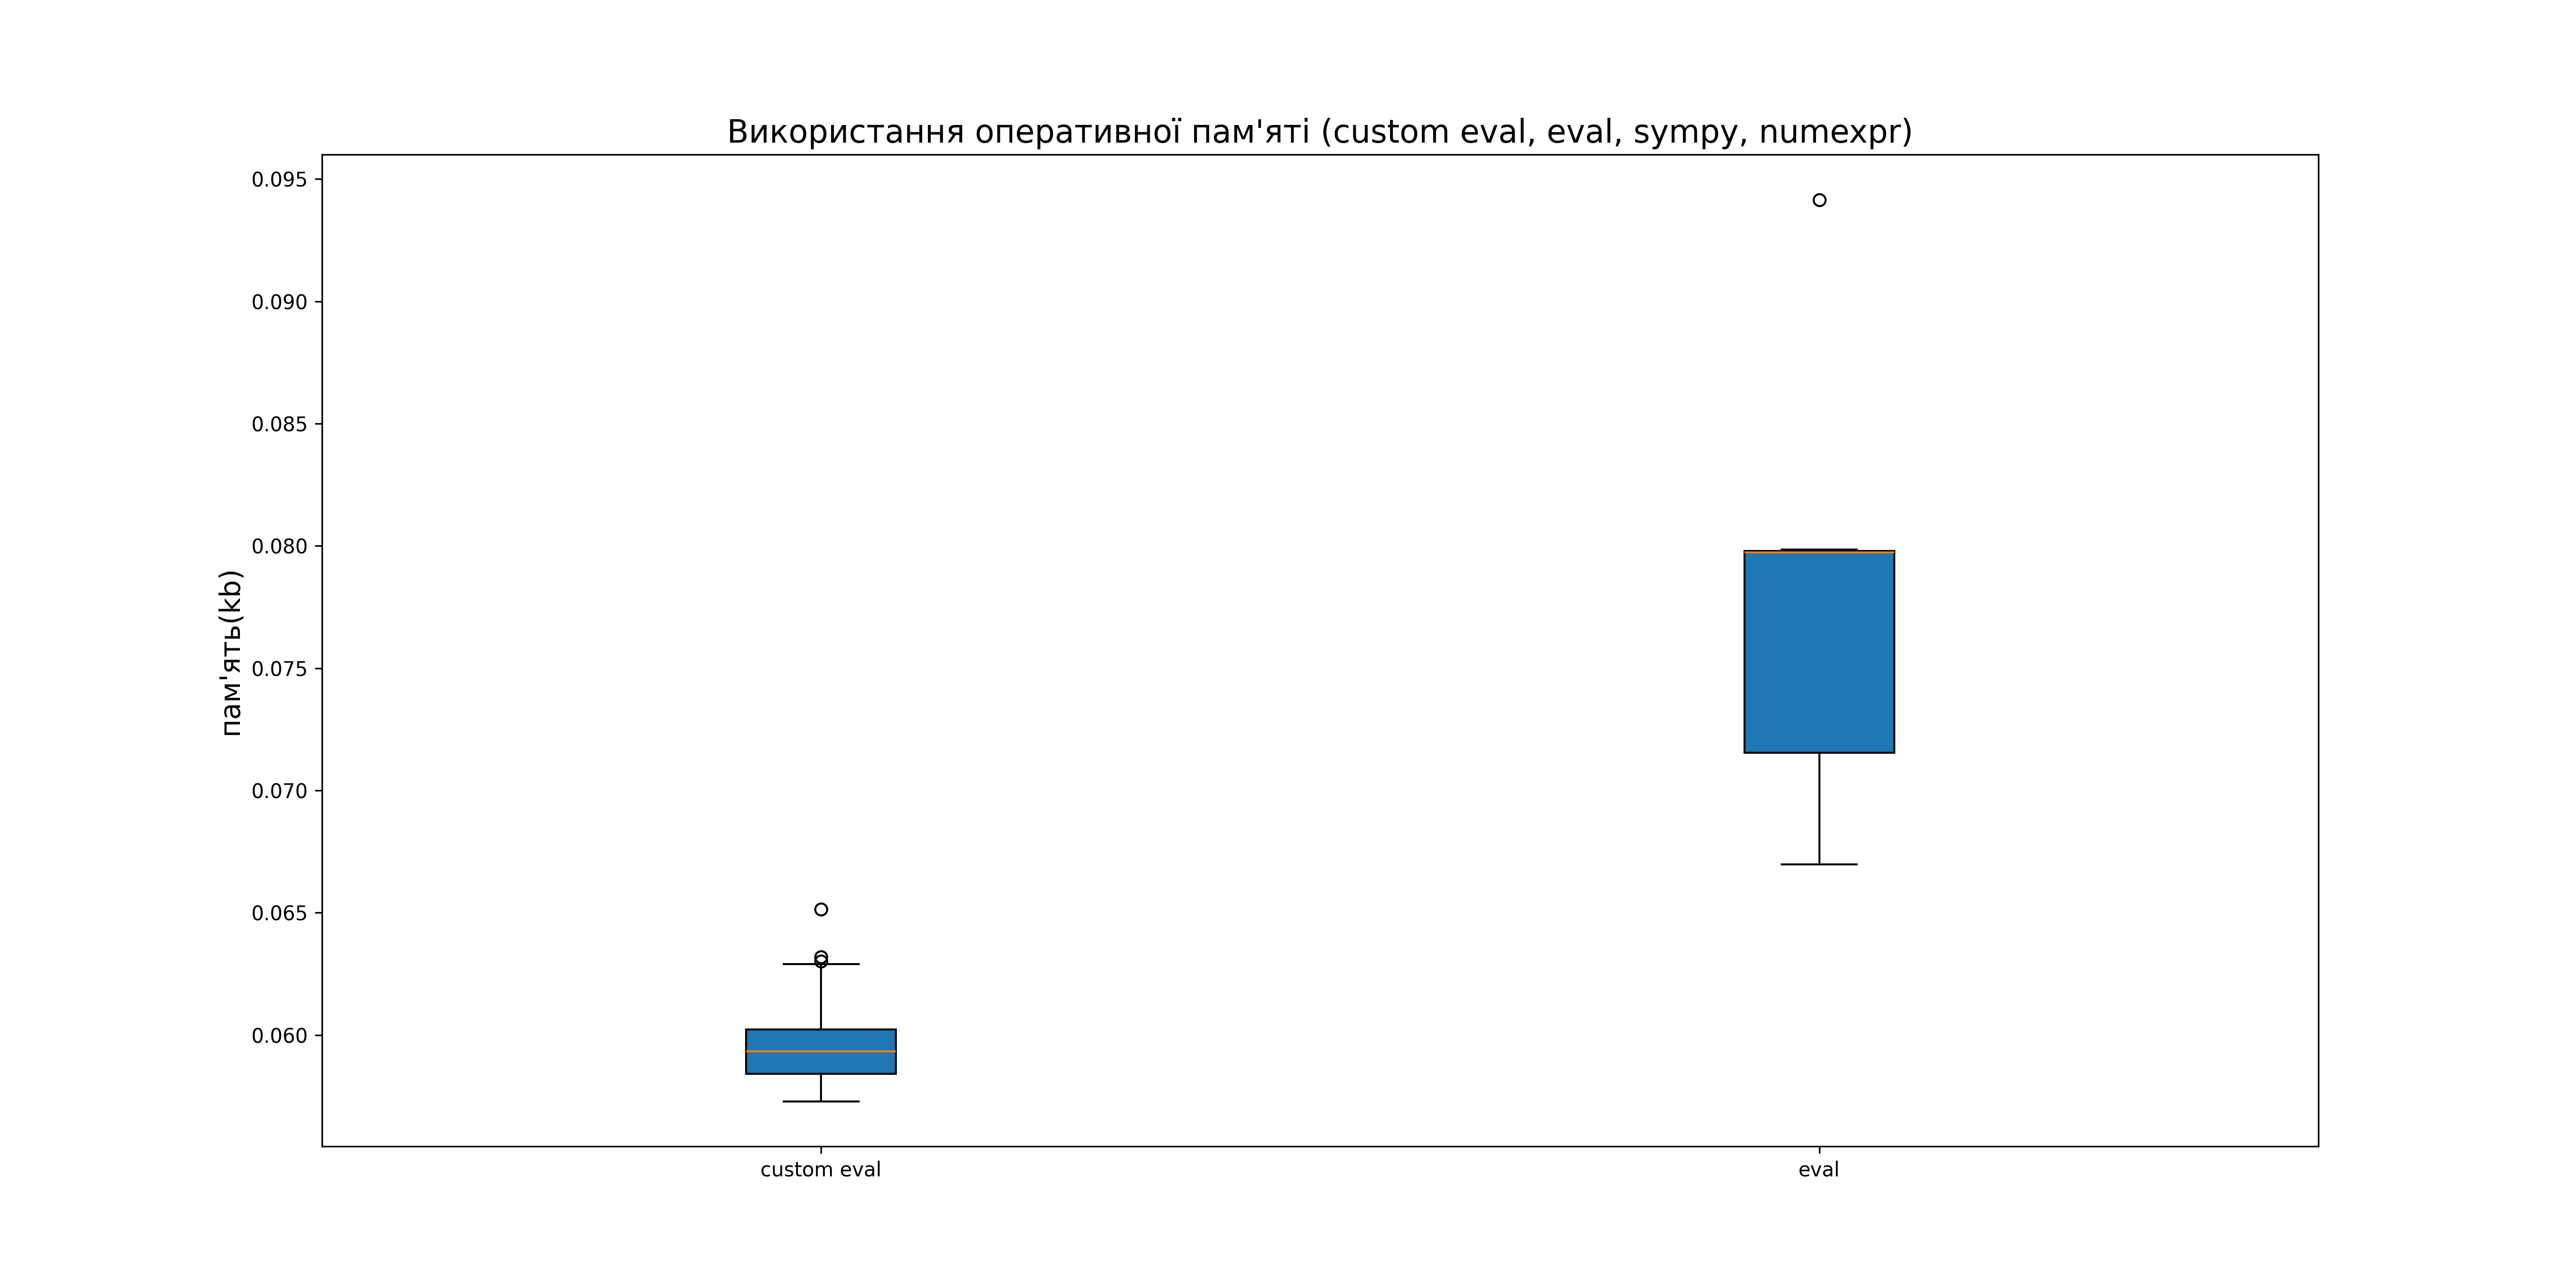 Використання оперативної пам'яті (custom eval, eval, sympy, numexpr)
пам'ять(kb)
0.095
0.090
0.085
0.080
0.075
0.070
0.065
0.060
custom eval
eval